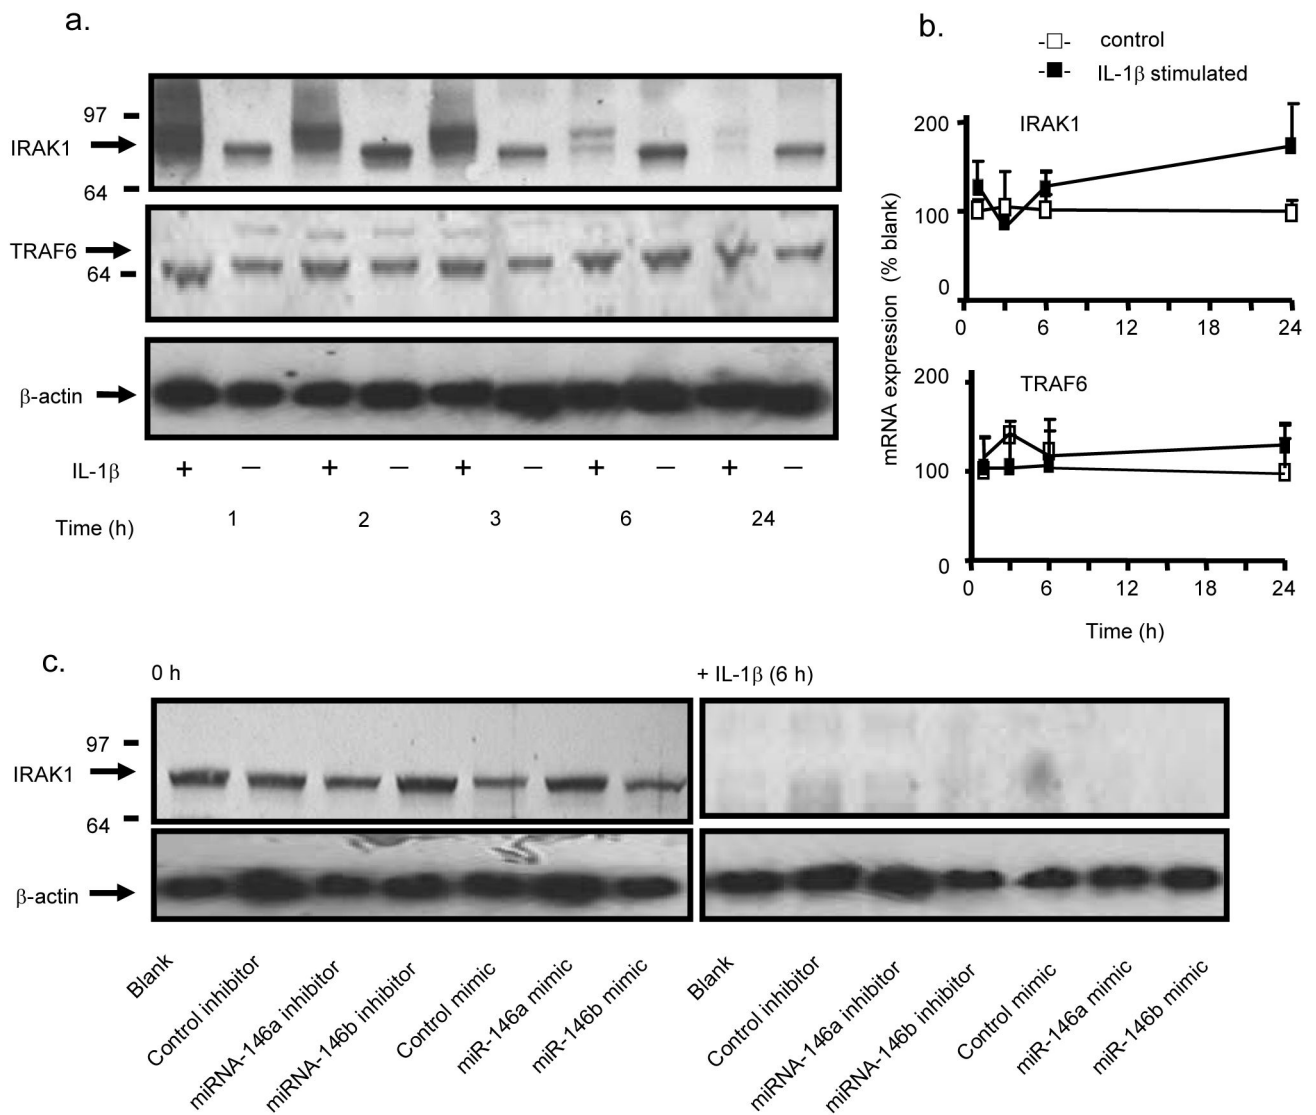 a.
97
IRAK1
64
TRAF6
64
β-actin
IL-1β + – + – + – + – + –
Time (h) 1 2 3 6 24
b.
control
IL-1β stimulated
mRNA expression (% blank)
IRAK1
200
100
0
0 6 12 18 24
TRAF6
200
100
0
0 6 12 18 24
Time (h)
c.
0 h
+ IL-1β (6 h)
97
IRAK1
64
β-actin
Blank
Control inhibitor
miRNA-146a inhibitor
miRNA-146b inhibitor
Control mimic
miR-146a mimic
miR-146b mimic
Blank
Control inhibitor
miRNA-146a inhibitor
miRNA-146b inhibitor
Control mimic
miR-146a mimic
miR-146b mimic